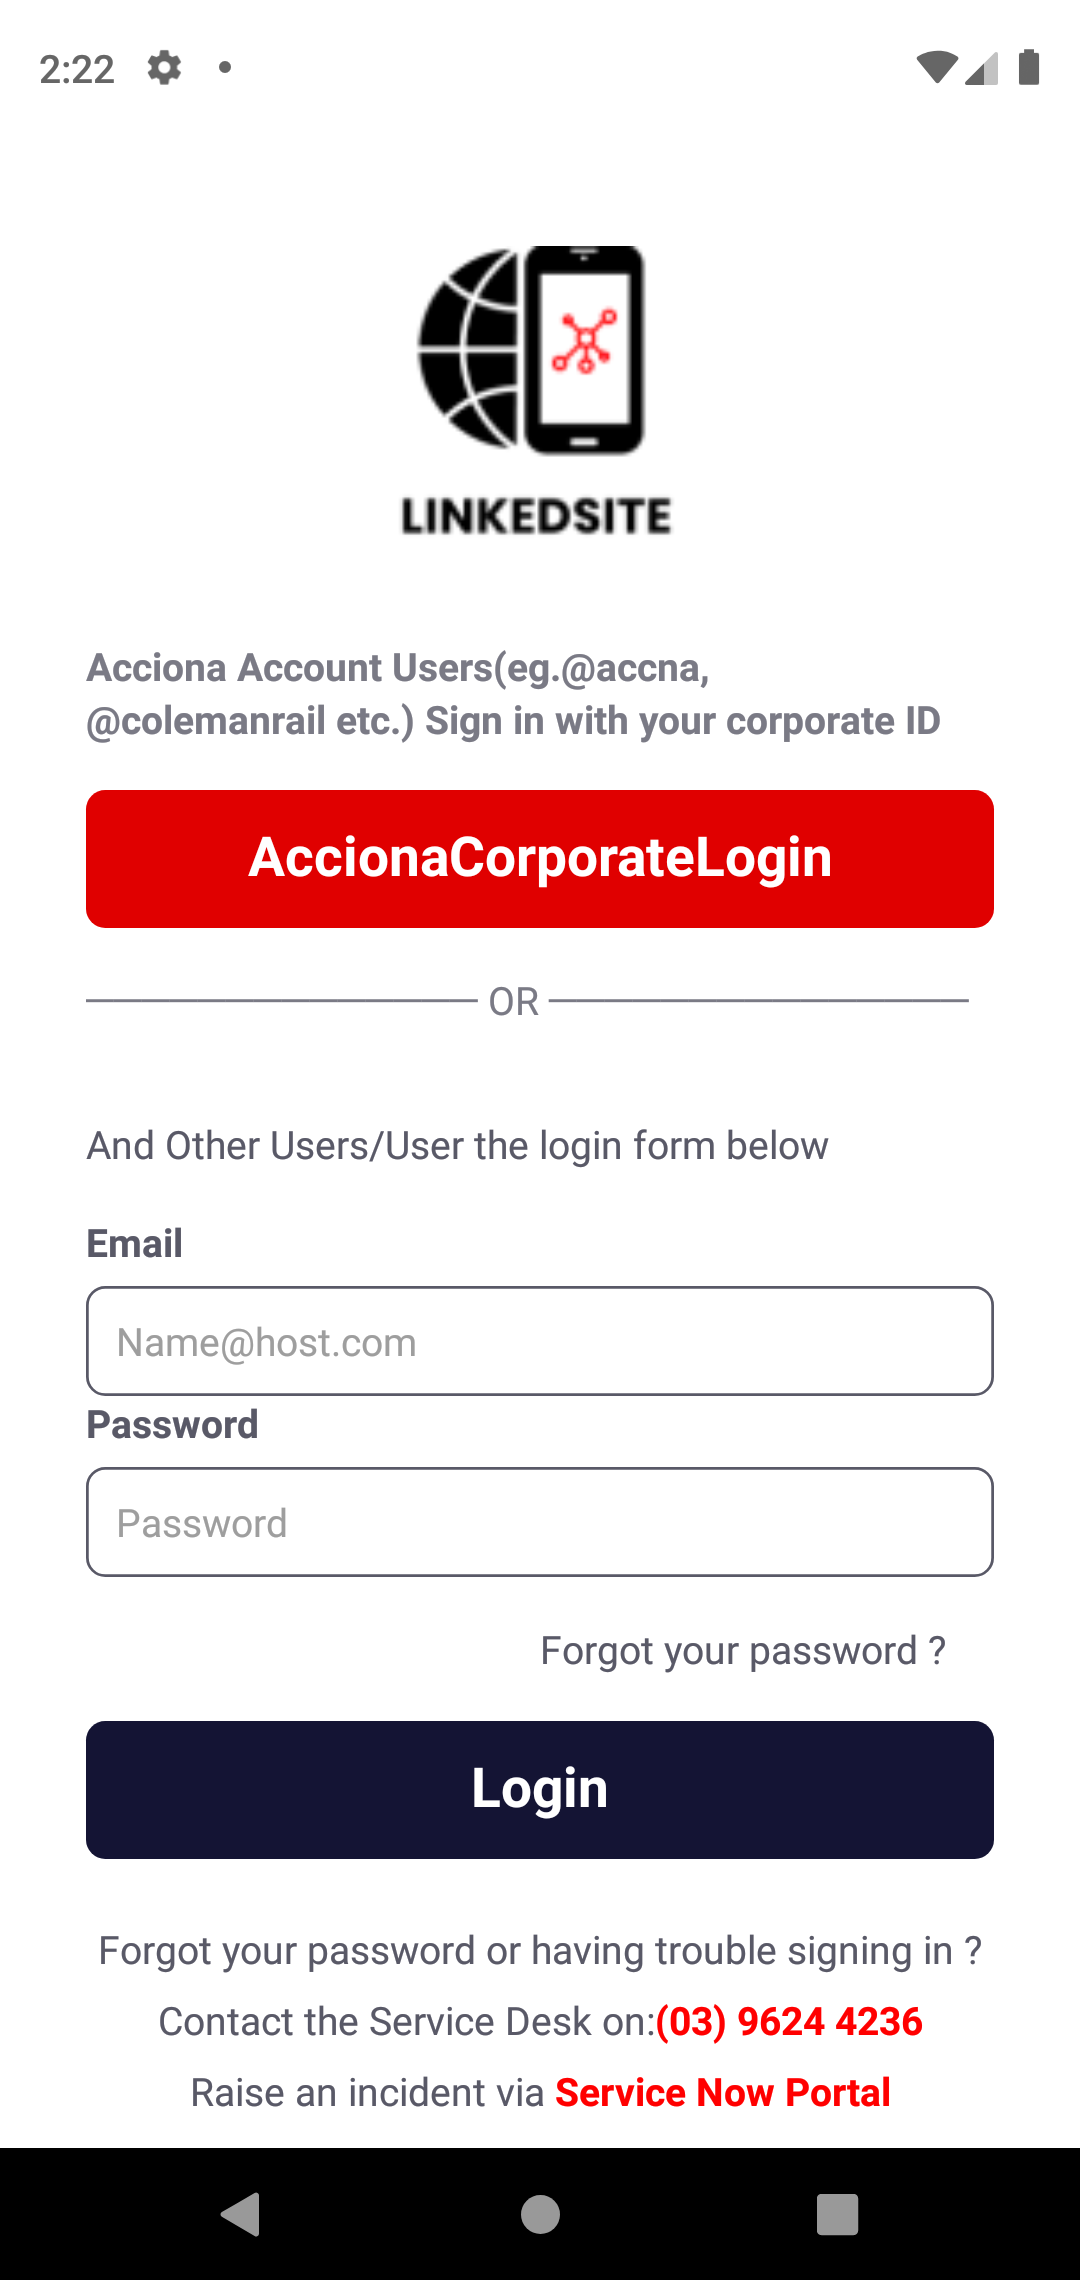 2:22
LINKEDSITE
Acciona Account Users(eg.@accna,
@colemanrail etc.) Sign in with your corporate ID
AccionaCorporateLogin
OR
And Other Users/User the login form below
Email
Name@host.com
Password
Password
Forgot your password ?
Login
Forgot your password or having trouble signing in ?
Contact the Service Desk on:(03) 9624 4236
Raise an incident via Service Now Portal